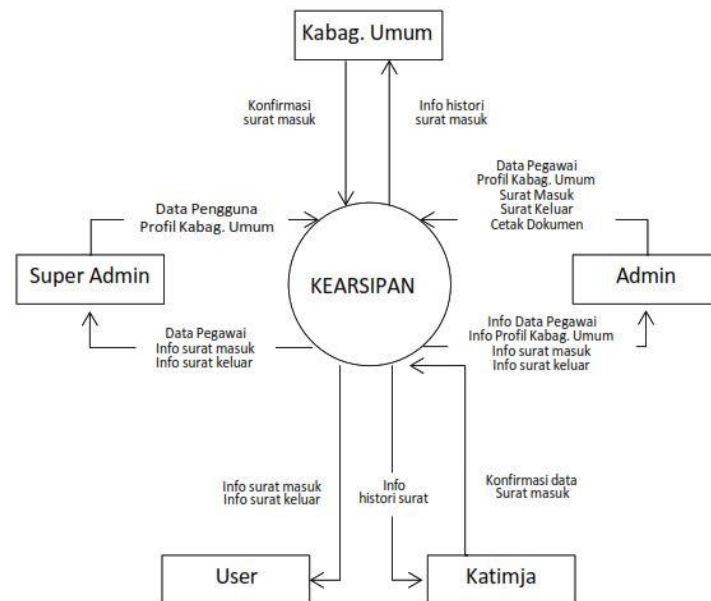 Kabag. Umum
Konfirmasi
surat masuk
Info histori
surat masuk
Data Pegawai
Profil Kabag. Umum
Surat Masuk
Surat Keluar
Cetak Dokumen
Data Pengguna
Profil Kabag. Umum
Super Admin
KEARSIPAN
Admin
Data Pegawai
Info surat masuk
Info surat keluar
Info Data Pegawai
Info Profil Kabag. Umum
Info surat masuk
Info surat keluar
Info surat masuk
Info surat keluar
Info
histori surat
Konfirmasi data
Surat masuk
User
Katimja